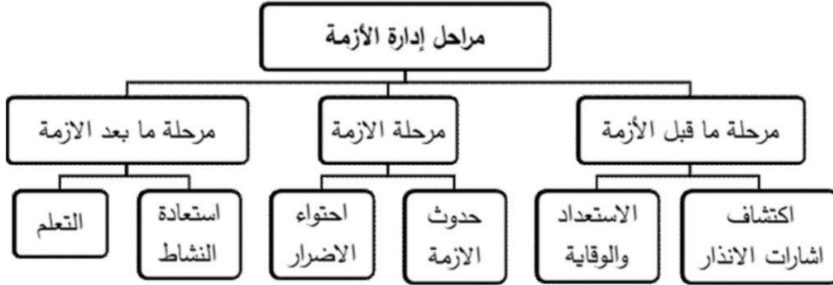 مراحل إدارة الأزمة
مرحلة ما قبل الأزمة
مرحلة الازمة
مرحلة ما بعد الازمة
اكتشاف
اشارات الانذار
الاستعداد
والوقاية
حدوث
الازمة
احتواء
الاضرار
استعادة
النشاط
التعلم